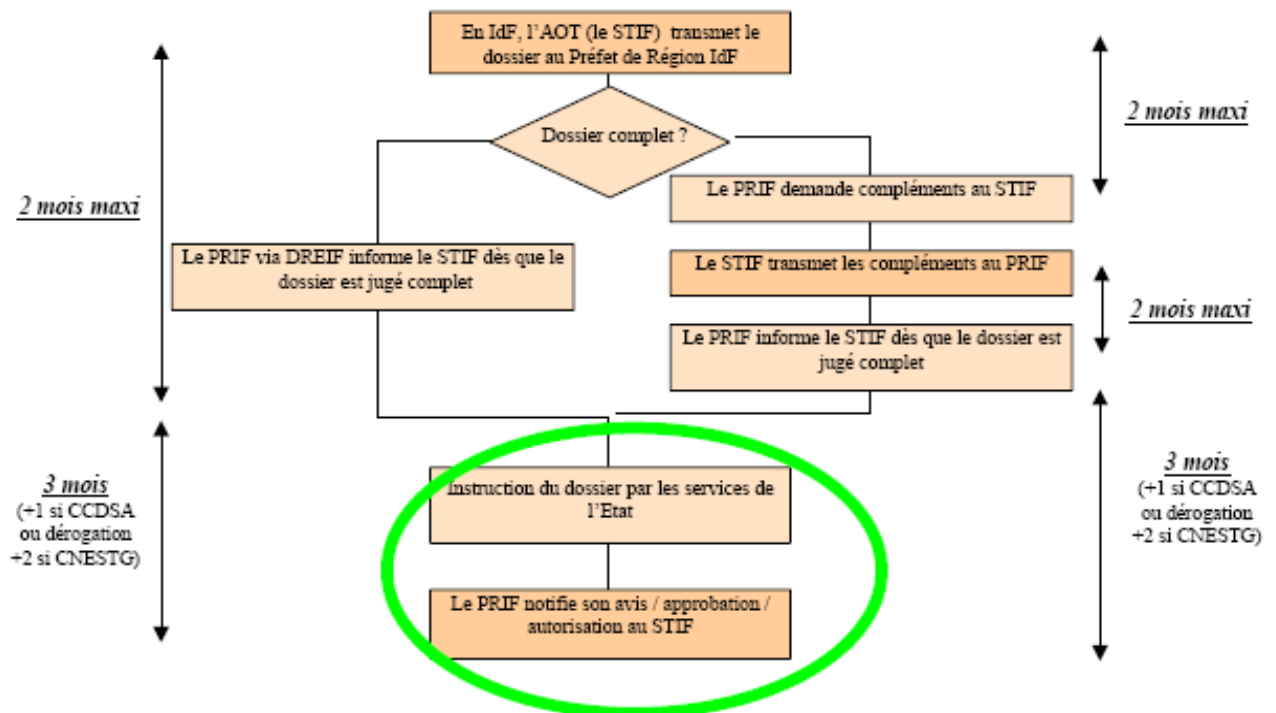 En IdF, l'AOT (le STIF) transmet le
dossier au Préfet de Région IdF
Dossier complet ?
2 mois maxi
Le PRIF demande compléments au STIF
2 mois maxi
Le PRIF via DREIF informe le STIF dès que le
dossier est jugé complet
Le STIF transmet les compléments au PRIF
2 mois maxi
Le PRIF informe le STIF dès que le dossier est
jugé complet
3 mois
(+1 si CCDSA
ou dérogation
+2 si CNESTG)
Instruction du dossier par les services de
l'Etat
3 mois
(+1 si CCDSA
ou dérogation
+2 si CNESTG)
Le PRIF notifie son avis / approbation /
autorisation au STIF